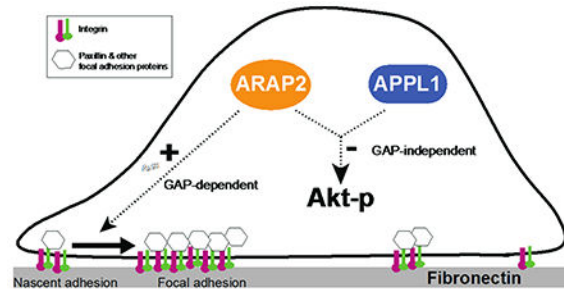 Integrin
Paxillin & other
focal adhesion proteins
ARAP2
APPL1
+
-
GAP-independent
GAP-dependent
Akt-p
Nascent adhesion
Focal adhesion
Fibronectin